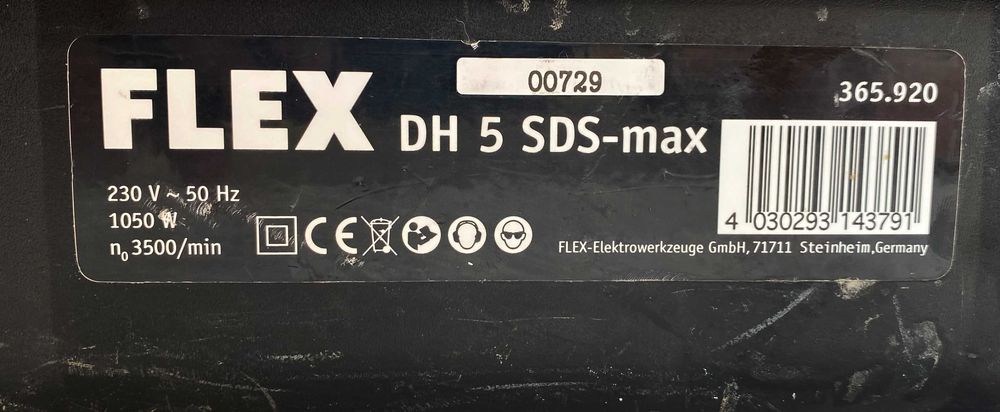 FLEX
00729
365.920
DH 5 SDS-max
230 V ~ 50 Hz
1050 W
n₀ 3500/min
CE
4 030293 143791
FLEX-Elektrowerkzeuge GmbH, 71711 Steinheim,Germany